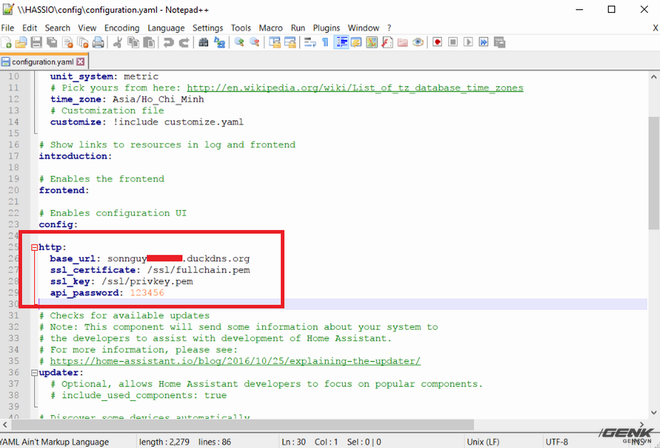 \\HASSIO\config\configuration.yaml - Notepad++
File Edit Search View Encoding Language Settings Tools Macro Run Plugins Window ?
X
configuration.yaml
10 unit_system: metric
11 # Pick yours from here: http://en.wikipedia.org/wiki/List_of_tz_database_time_zones
12 time_zone: Asia/Ho_Chi_Minh
13 # Customization file
14 customize: !include customize.yaml
15
16 # Show links to resources in log and frontend
17 introduction:
18
19 # Enables the frontend
20 frontend:
21
22 # Enables configuration UI
23 config:
24
25 http:
26 base_url: sonnguy .duckdns.org
27 ssl_certificate: /ssl/fullchain.pem
28 ssl_key: /ssl/privkey.pem
29 api_password: 123456
30
31 # Checks for available updates
32 # Note: This component will send some information about your system to
33 # the developers to assist with development of Home Assistant.
34 # For more information, please see:
35 # https://home-assistant.io/blog/2016/10/25/explaining-the-updater/
36 updater:
37 # Optional, allows Home Assistant developers to focus on popular components.
38 # include_used_components: true
39
40 # Discover some devices automatically
YAML Ain't Markup Language length : 2,279 lines : 86 Ln : 30 Col : 1 Sel : 0 | 0 Unix (LF) UTF-8 INS
GENK